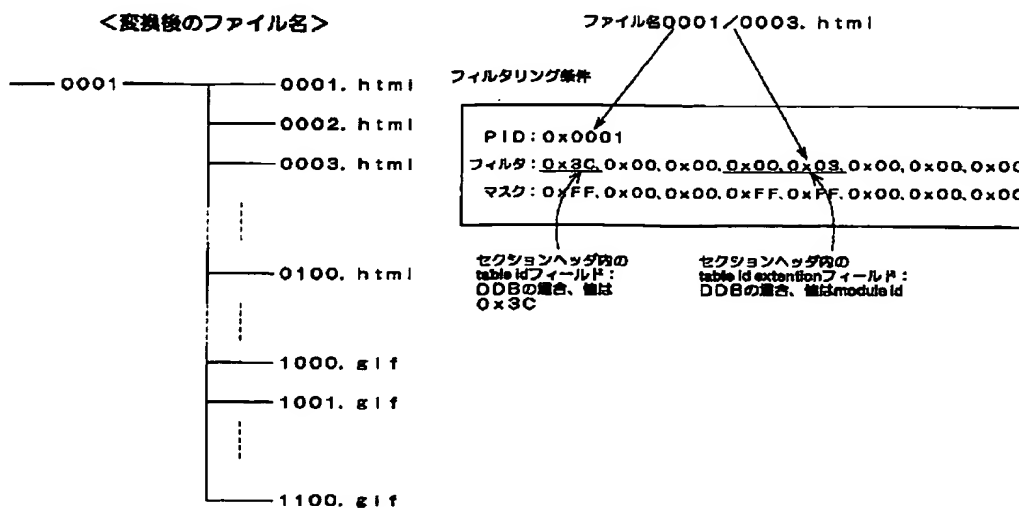 ＜変換後のファイル名＞
0001
0001. html
0002. html
0003. html
0100. html
1000. gif
1001. gif
1100. gif
ファイル名0001／0003. html
フィルタリング条件
PID：0x0001
フィルタ：0x3C, 0x00, 0x00, 0x00, 0x03, 0x00, 0x00, 0x00
マスク：0xFF, 0x00, 0x00, 0xFF, 0xFF, 0x00, 0x00, 0x00
セクションヘッダ内の
table idフィールド：
DDBの場合、値は
0x3C
セクションヘッダ内の
table id extentionフィールド：
DDBの場合、値はmodule id